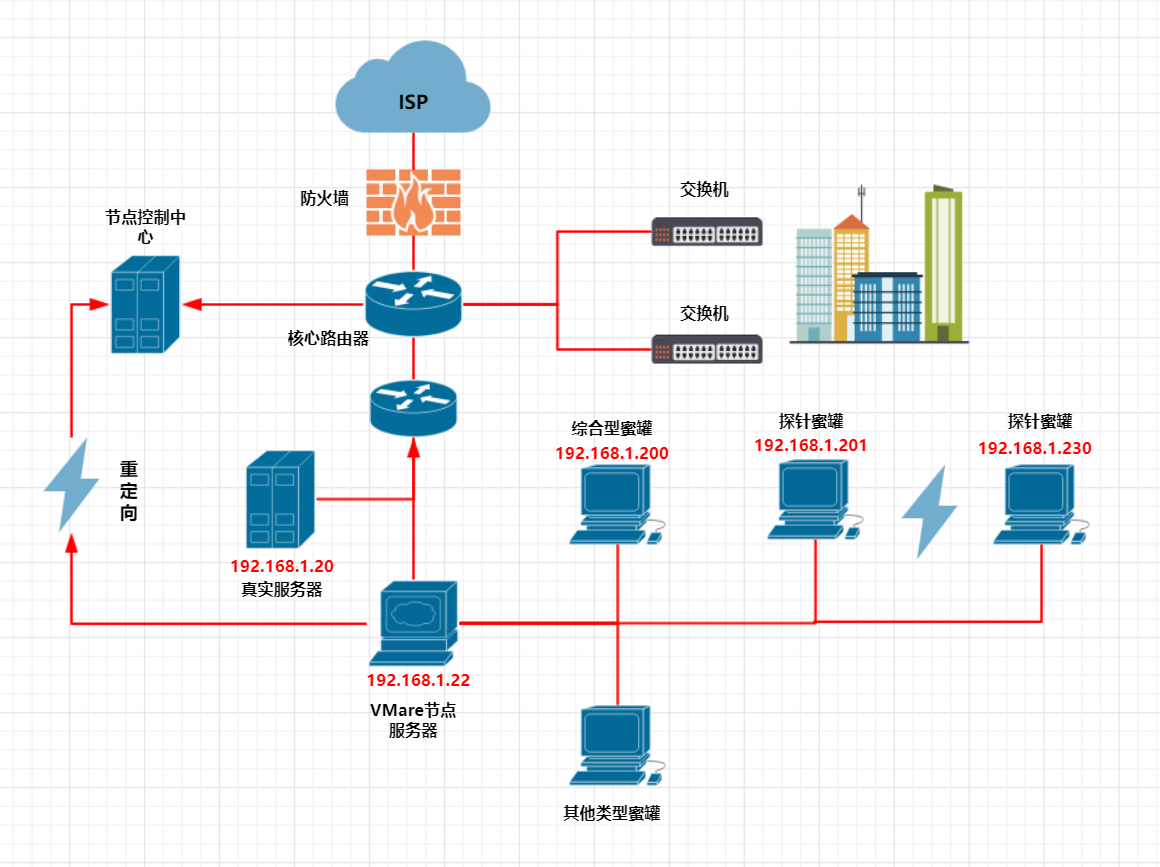 ISP
防火墙
交换机
节点控制中
心
交换机
核心路由器
探针蜜罐
192.168.1.201
探针蜜罐
192.168.1.230
综合型蜜罐
192.168.1.200
重
定
向
192.168.1.20
真实服务器
192.168.1.22
VMare节点
服务器
其他类型蜜罐